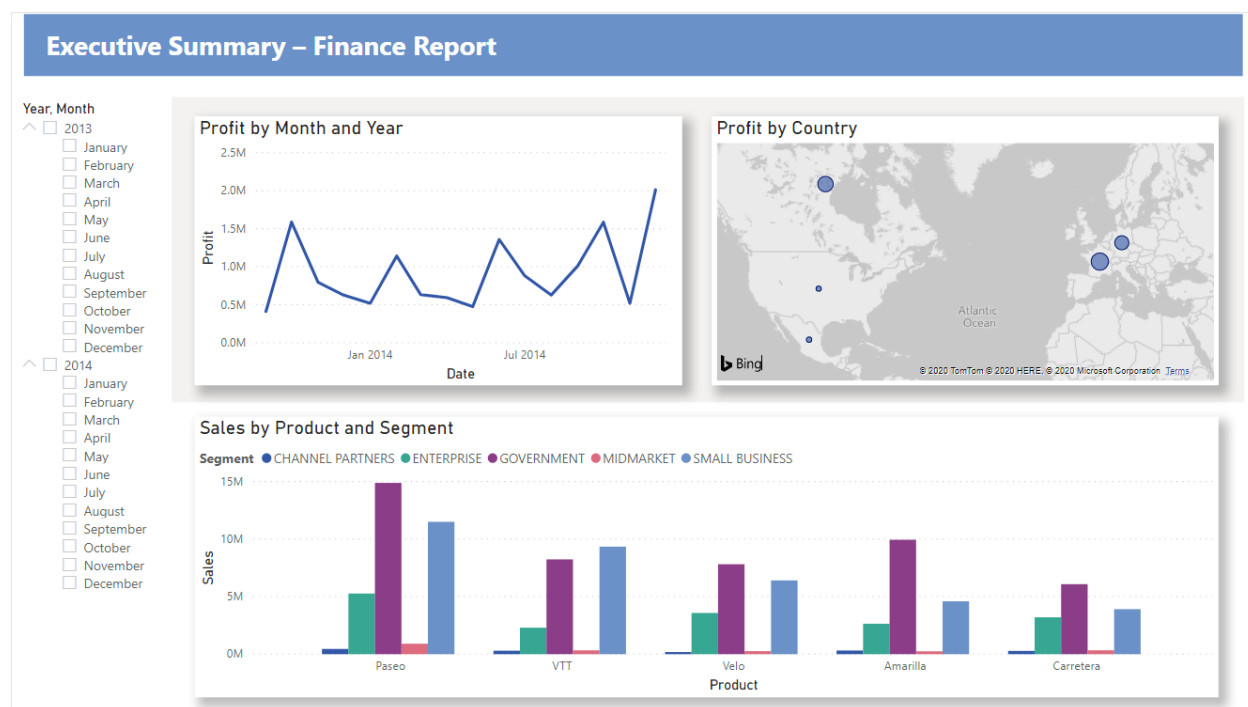 Executive Summary – Finance Report
Year, Month
2013
January
February
March
April
May
June
July
August
September
October
November
December
2014
January
February
March
April
May
June
July
August
September
October
November
December
Profit by Month and Year
2.5M
2.0M
1.5M
1.0M
0.5M
0.0M
Profit
Jan 2014 Jul 2014
Date
Profit by Country
Atlantic
Ocean
Bing
© 2020 TomTom © 2020 HERE, © 2020 Microsoft Corporation Terms
Sales by Product and Segment
Segment CHANNEL PARTNERS ENTERPRISE GOVERNMENT MIDMARKET SMALL BUSINESS
15M
10M
5M
0M
Sales
Paseo VTT Velo Amarilla Carretera
Product